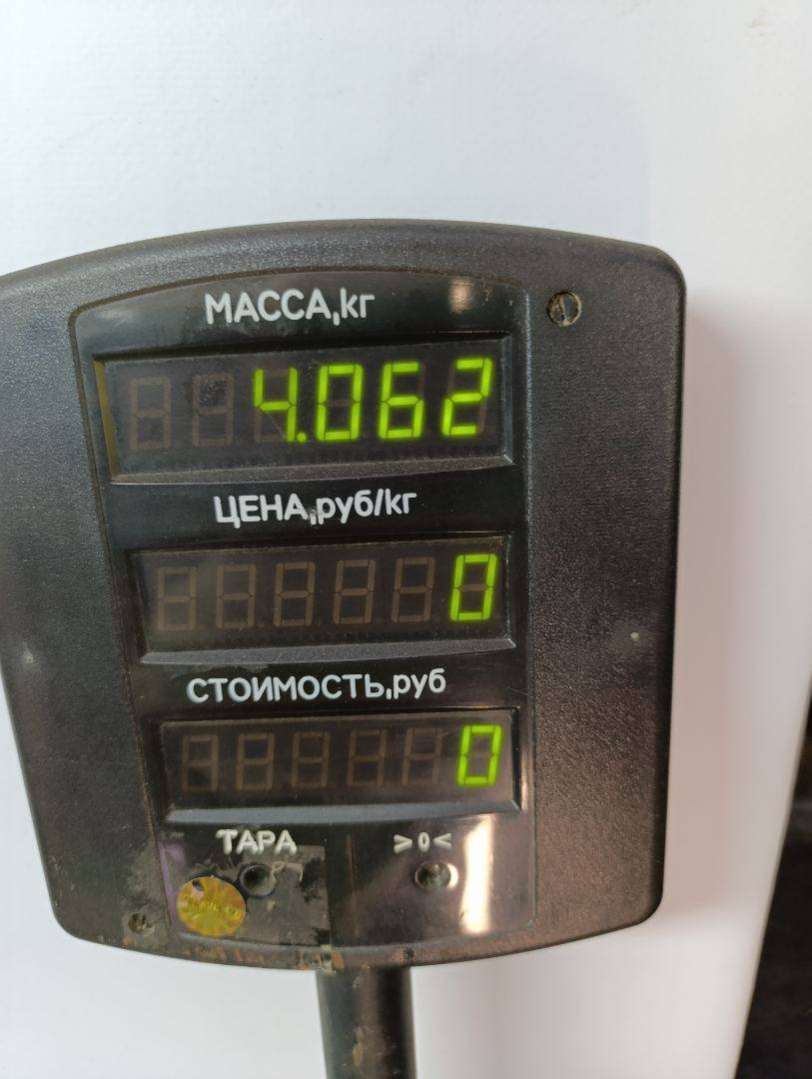 МАССА,кг
4.062
ЦЕНА,руб/кг
0
СТОИМОСТЬ,руб
0
ТАРА >0<